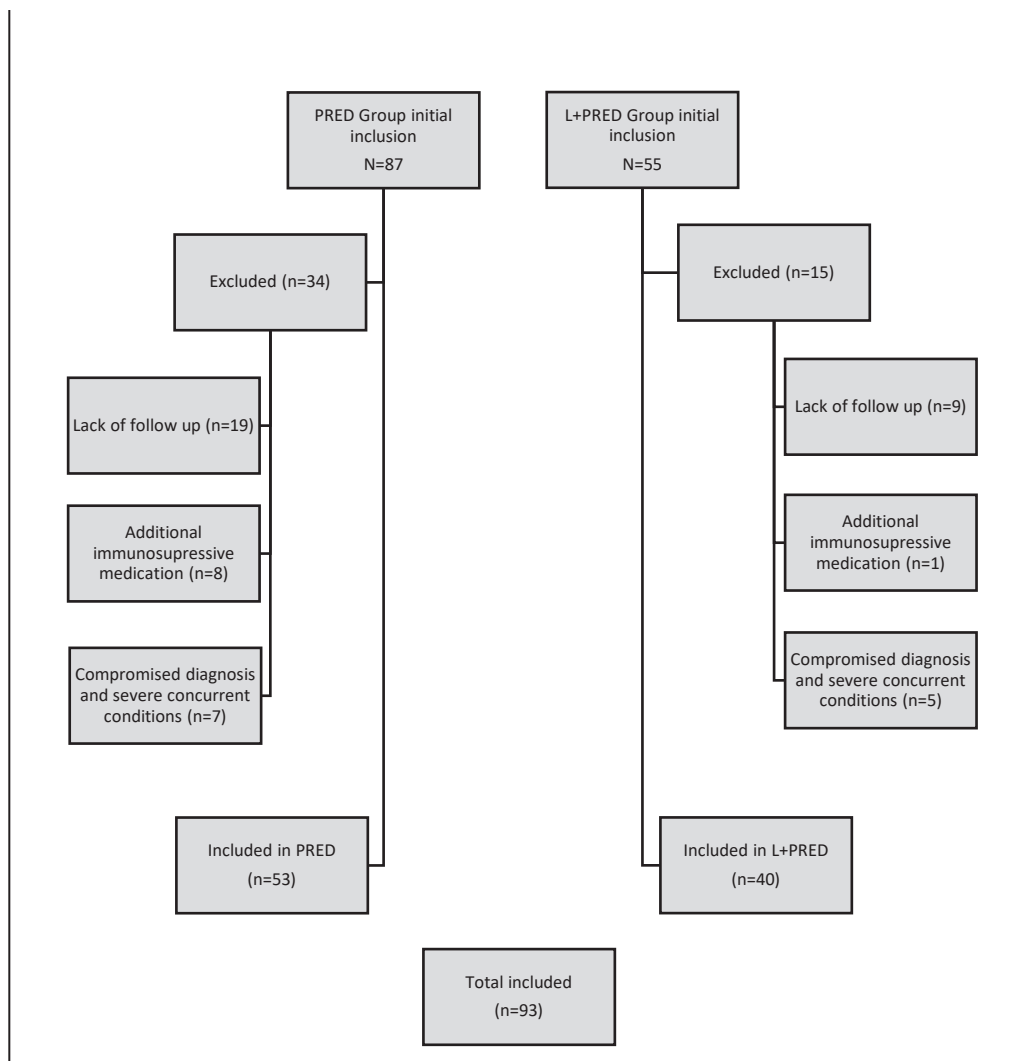 PRED Group initial
inclusion
N=87
L+PRED Group initial
inclusion
N=55
Excluded (n=34)
Excluded (n=15)
Lack of follow up (n=19)
Lack of follow up (n=9)
Additional
immunosupressive
medication (n=8)
Additional
immunosupressive
medication (n=1)
Compromised diagnosis
and severe concurrent
conditions (n=7)
Compromised diagnosis
and severe concurrent
conditions (n=5)
Included in PRED
(n=53)
Included in L+PRED
(n=40)
Total included
(n=93)